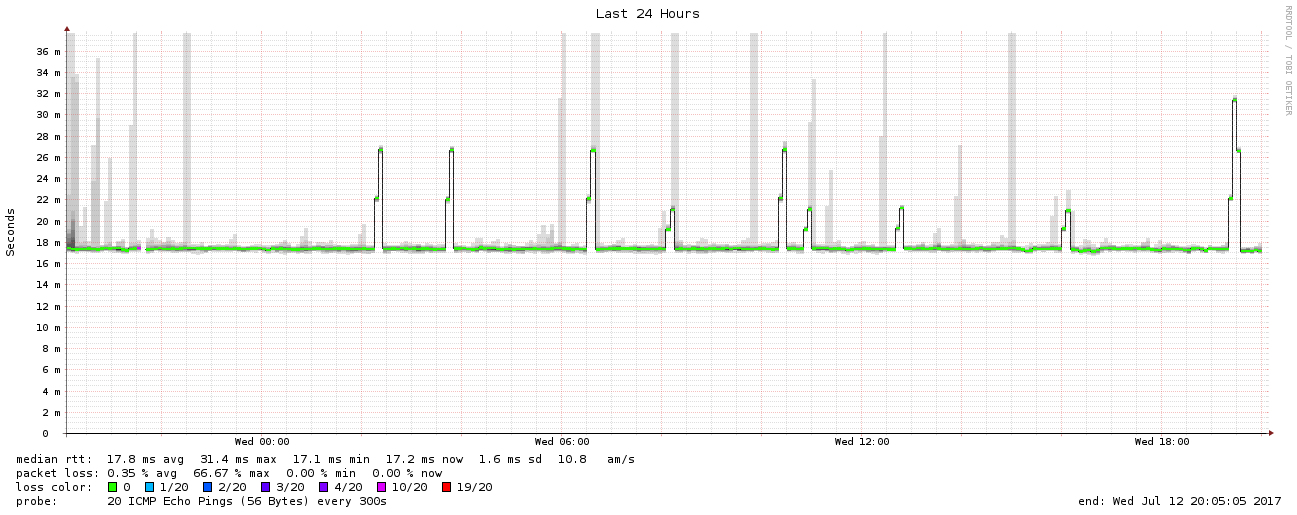 Last 24 Hours
RRDTOOL / TOBI OETIKER
Seconds
36 m
34 m
32 m
30 m
28 m
26 m
24 m
22 m
20 m
18 m
16 m
14 m
12 m
10 m
8 m
6 m
4 m
2 m
0
Wed 00:00 Wed 06:00 Wed 12:00 Wed 18:00
median rtt: 17.8 ms avg 31.4 ms max 17.1 ms min 17.2 ms now 1.6 ms sd 10.8 am/s
packet loss: 0.35 % avg 66.67 % max 0.00 % min 0.00 % now
loss color: 0 1/20 2/20 3/20 4/20 10/20 19/20
probe: 20 ICMP Echo Pings (56 Bytes) every 300s end: Wed Jul 12 20:05:05 2017